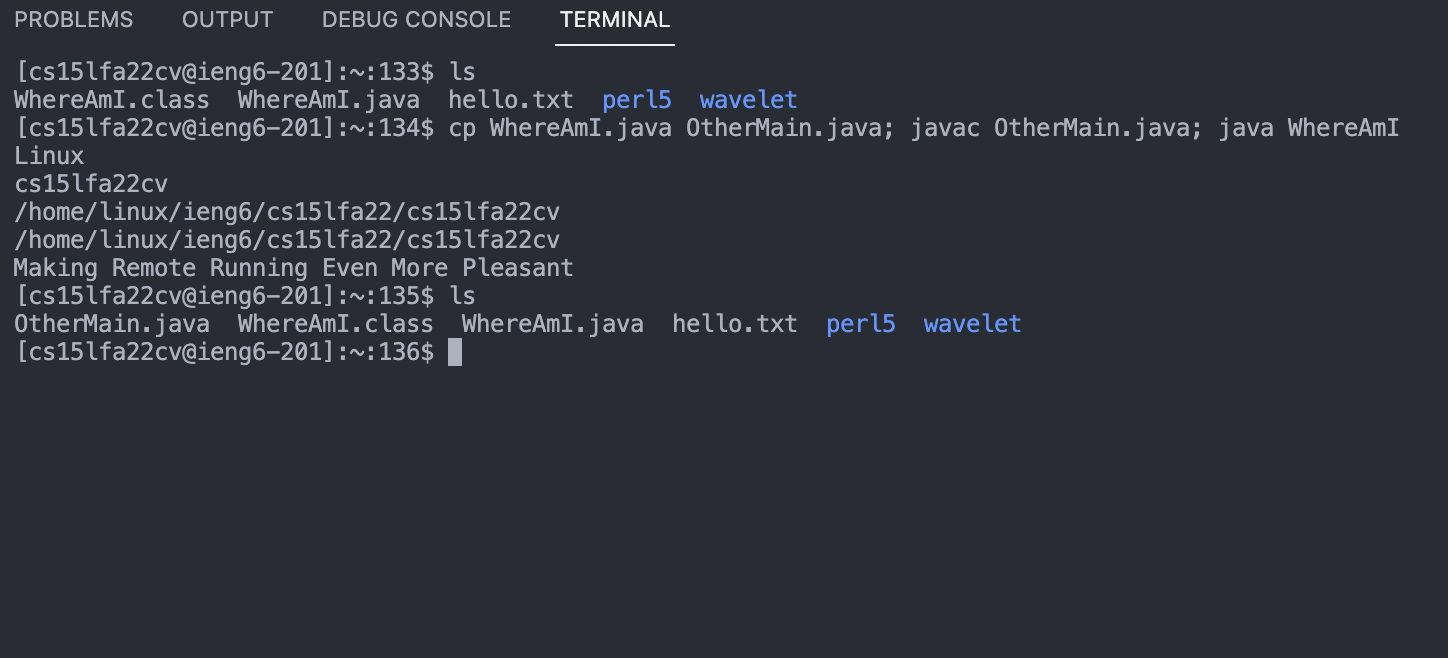 PROBLEMS OUTPUT DEBUG CONSOLE TERMINAL
[cs15lfa22cv@ieng6-201]:~:133$ ls
WhereAmI.class  WhereAmI.java  hello.txt  perl5  wavelet
[cs15lfa22cv@ieng6-201]:~:134$ cp WhereAmI.java OtherMain.java; javac OtherMain.java; java WhereAmI
Linux
cs15lfa22cv
/home/linux/ieng6/cs15lfa22/cs15lfa22cv
/home/linux/ieng6/cs15lfa22/cs15lfa22cv
Making Remote Running Even More Pleasant
[cs15lfa22cv@ieng6-201]:~:135$ ls
OtherMain.java  WhereAmI.class  WhereAmI.java  hello.txt  perl5  wavelet
[cs15lfa22cv@ieng6-201]:~:136$